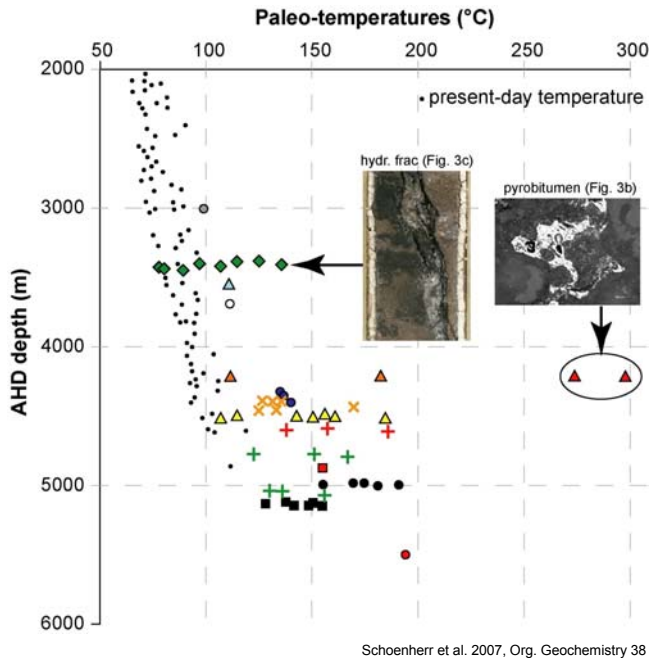 Paleo-temperatures (°C)
50 100 150 200 250 300
2000
present-day temperature
hydr. frac (Fig. 3c)
pyrobitumen (Fig. 3b)
3000
AHD depth (m)
4000
5000
6000
Schoenherr et al. 2007, Org. Geochemistry 38